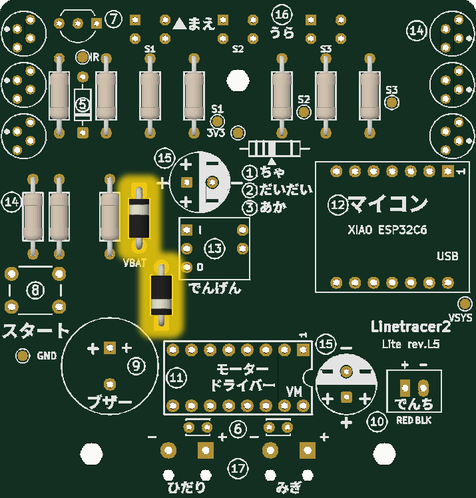 ⑦
▲まえ
⑯
うら
⑭
IR
S1
S2
S3
⑤
S1
3V3
S2
S3
⑮
①ちゃ
②だいだい
③あか
⑭
⑫マイコン
XIAO ESP32C6
1
USB
I
⑬
O
でんげん
VBAT
⑧
スタート
GND
VSYS
Linetracer2
Lite rev.L5
⑨
ブザー
⑪
モーター
ドライバー
VM
1
⑮
でんち
RED BLK
⑩
⑥
⑰
ひだり
みぎ